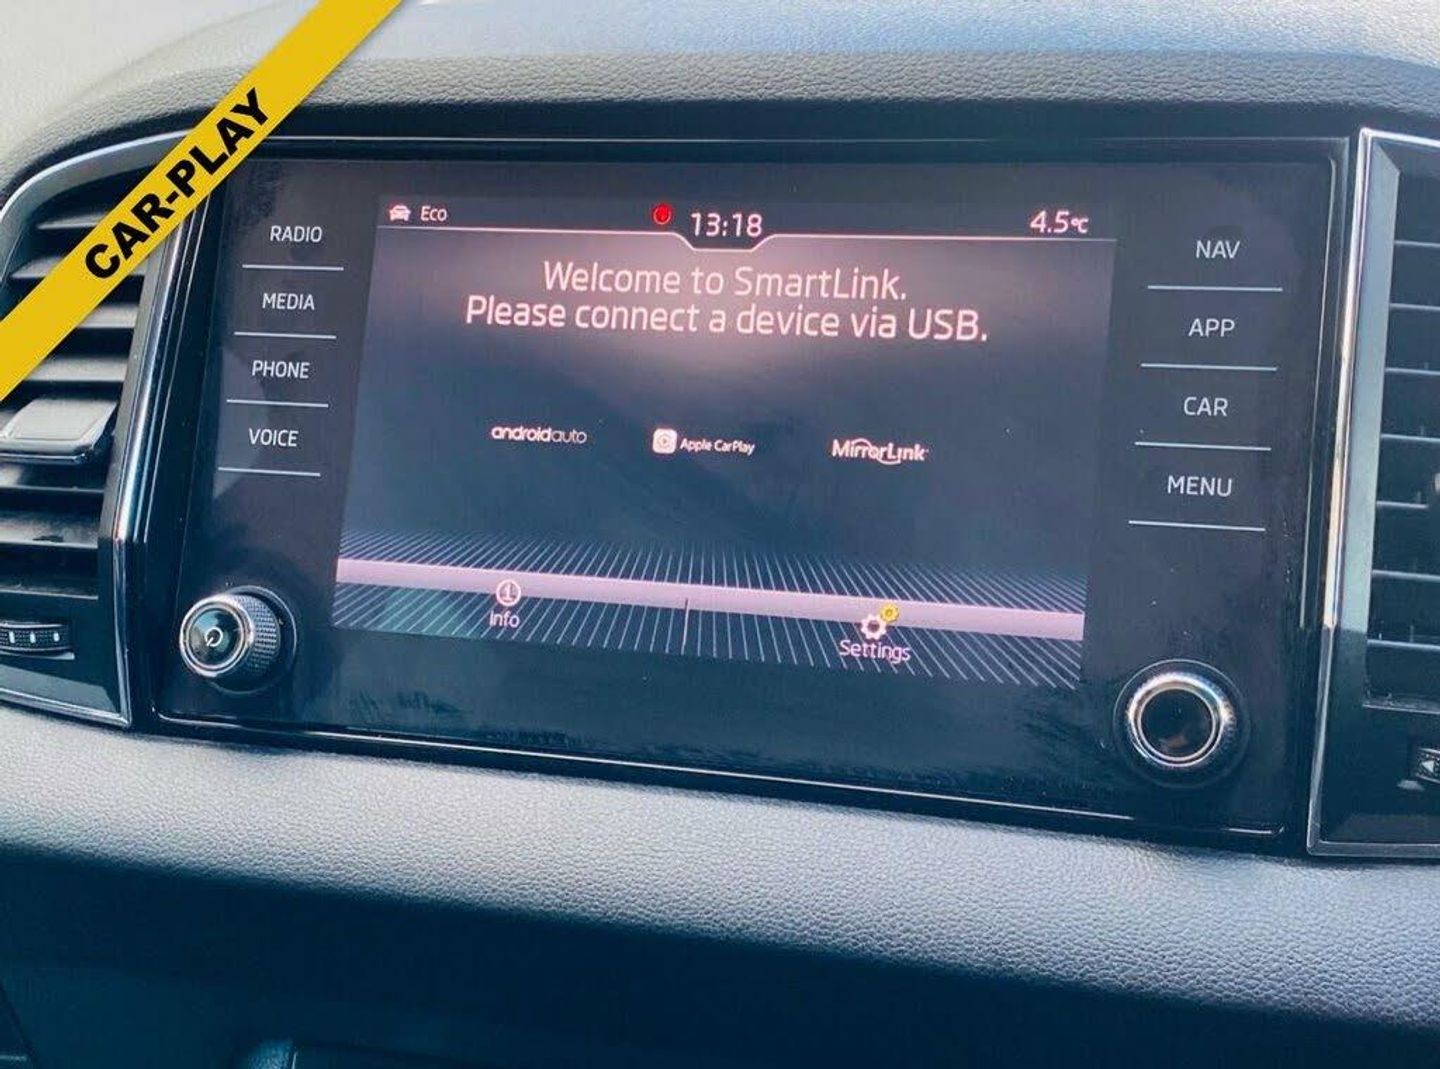 CAR-PLAY
Eco
13:18
4.5°C
RADIO
MEDIA
PHONE
VOICE
Welcome to SmartLink.
Please connect a device via USB.
androidauto
Apple CarPlay
MirrorLink
Info
Settings
NAV
APP
CAR
MENU